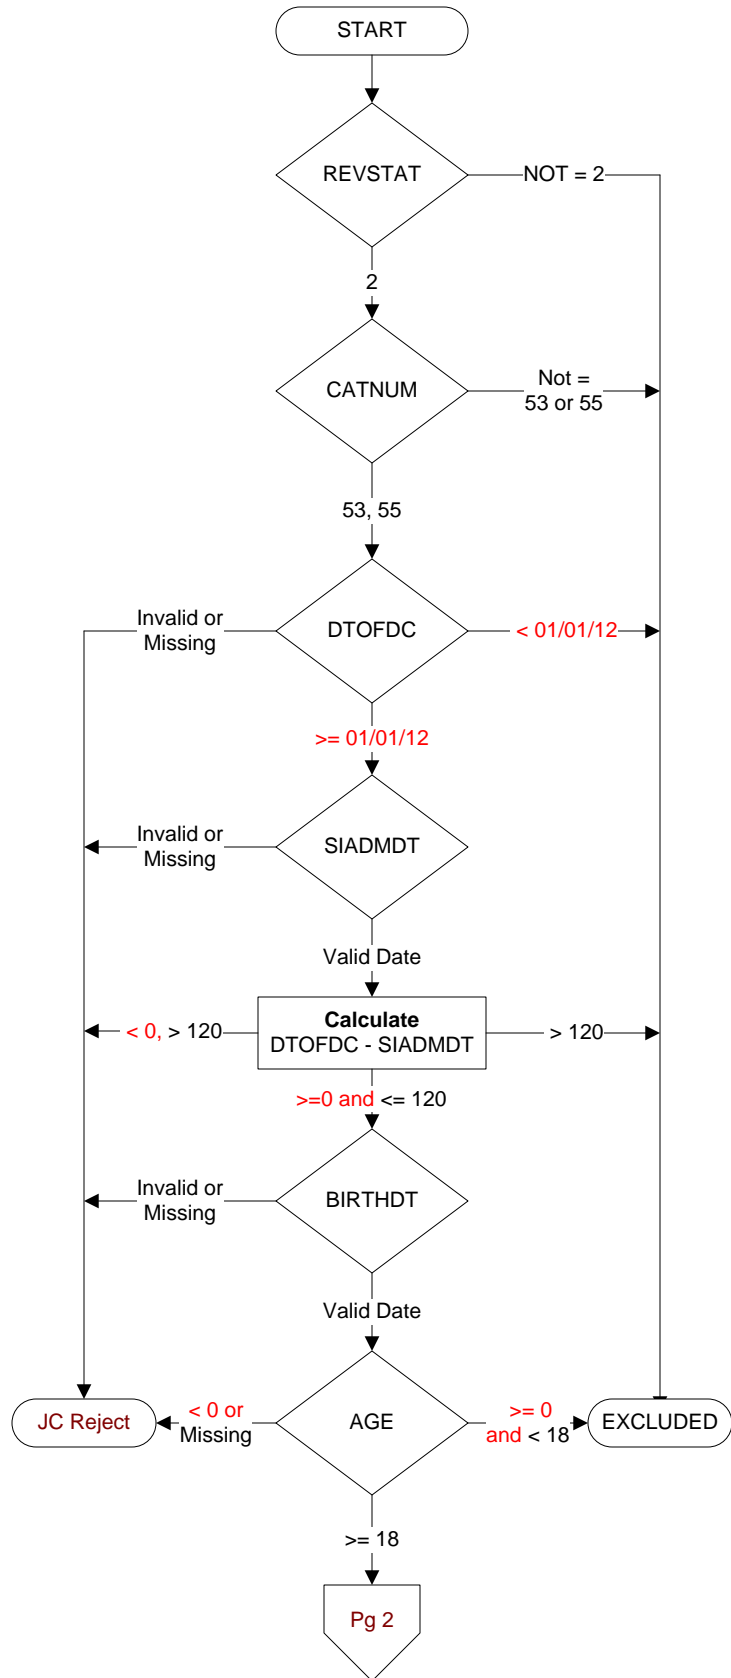 START
REVSTAT
NOT = 2
2
CATNUM
Not =
53 or 55
53, 55
Invalid or
Missing
DTOFDC
< 01/01/12
>= 01/01/12
Invalid or
Missing
SIADMDT
Valid Date
< 0, > 120
Calculate
DTOFDC - SIADMDT
> 120
>=0 and <= 120
Invalid or
Missing
BIRTHDT
Valid Date
JC Reject
< 0 or
Missing
AGE
>= 0
and < 18
EXCLUDED
>= 18
Pg 2